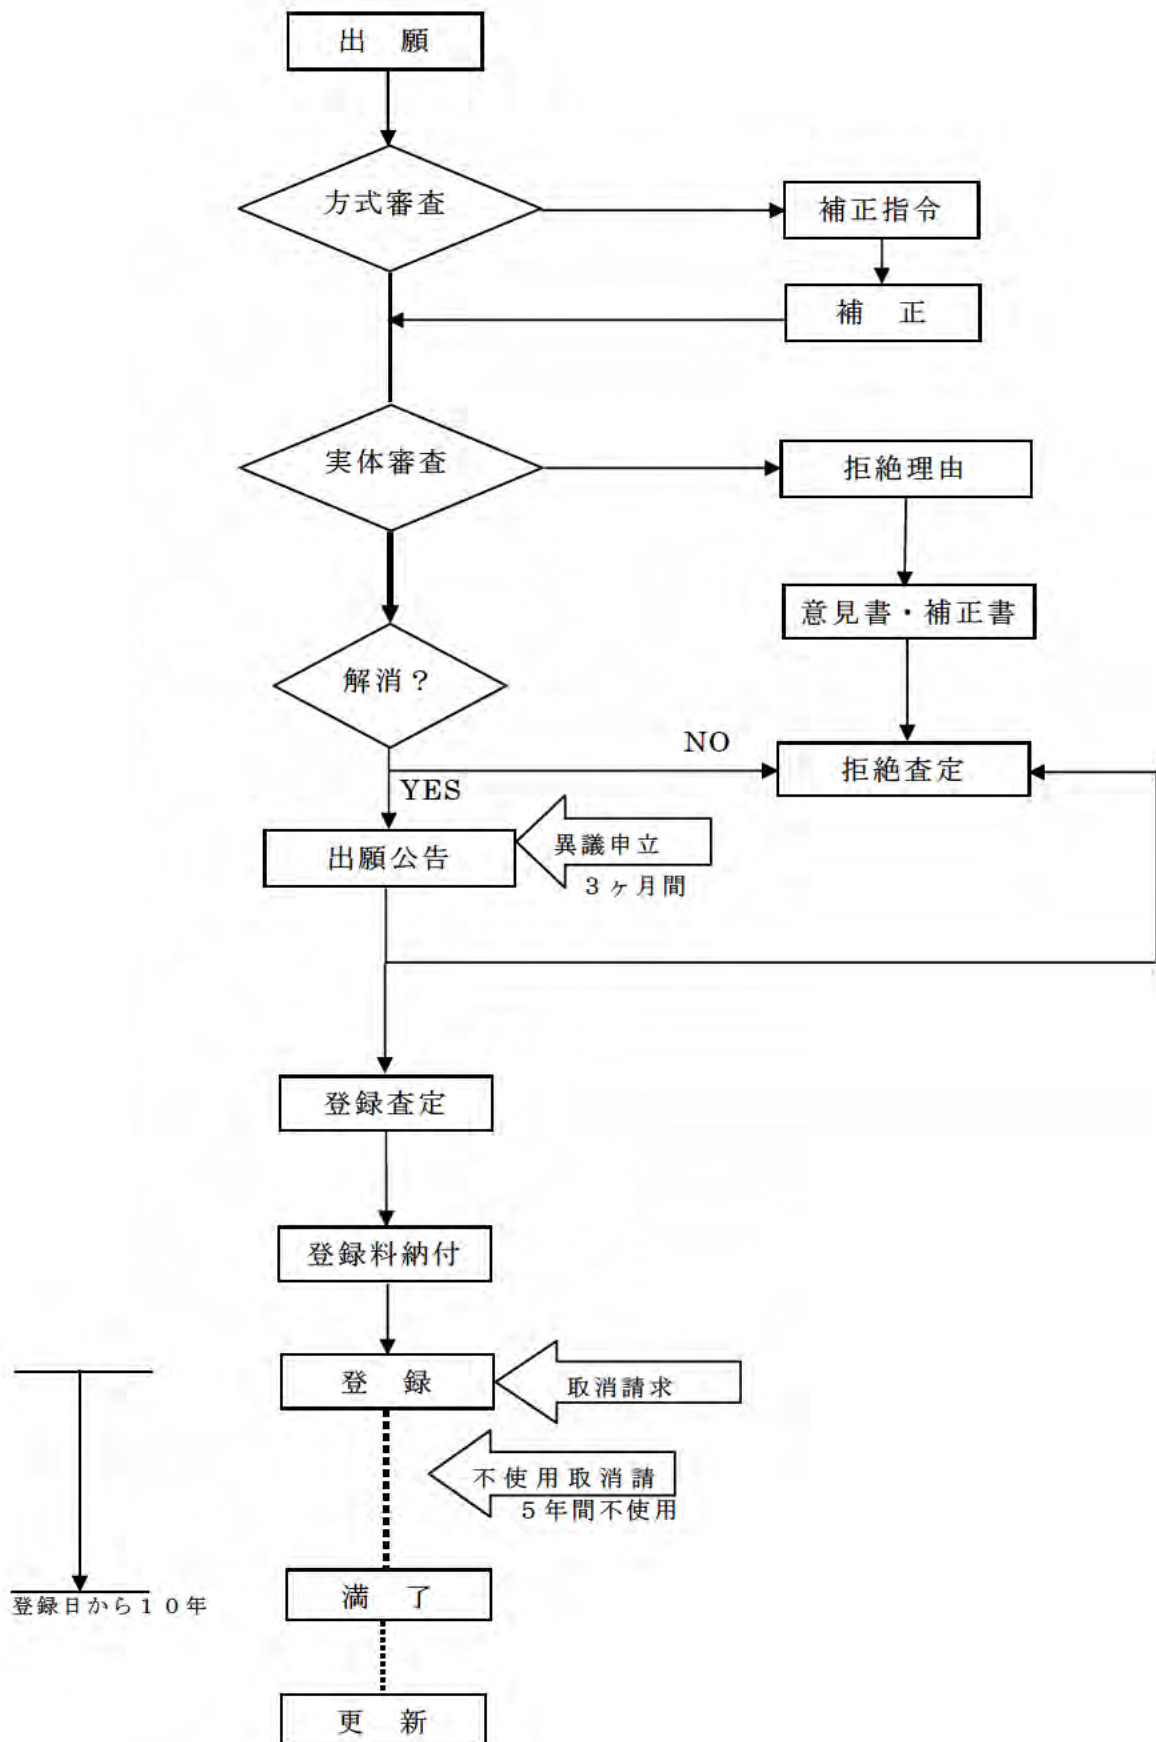 出　願
方式審査
補正指令
補　正
実体審査
拒絶理由
意見書・補正書
解消？
NO
拒絶査定
YES
出願公告
異議申立
３ヶ月間
登録査定
登録料納付
登　録
取消請求
不使用取消請
５年間不使用
満　了
登録日から１０年
更　新